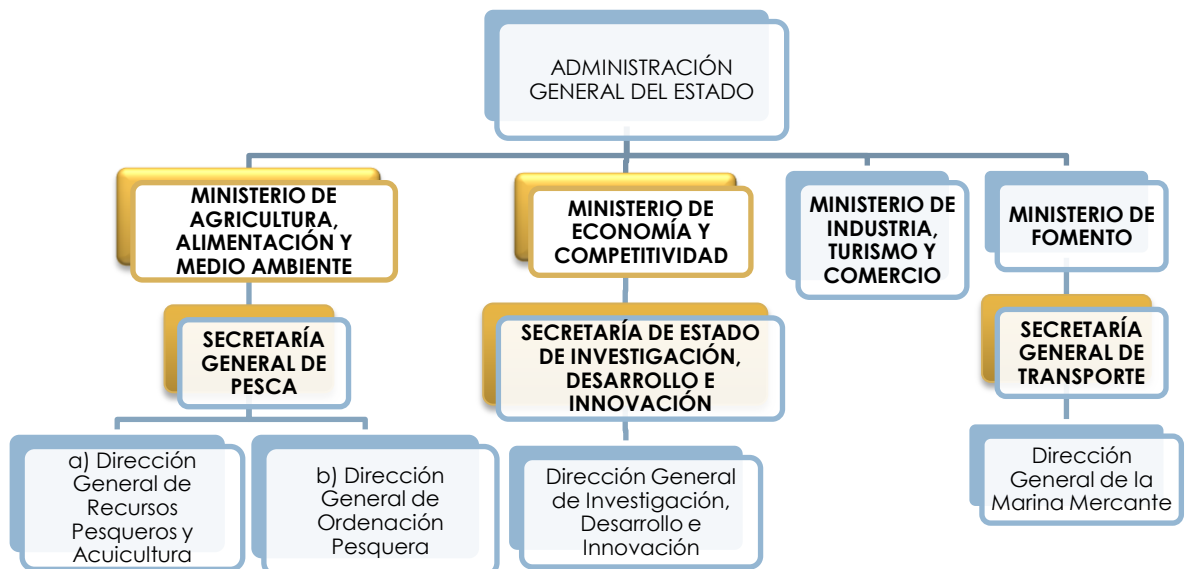 ADMINISTRACIÓN
GENERAL DEL ESTADO
MINISTERIO DE
AGRICULTURA,
ALIMENTACIÓN Y
MEDIO AMBIENTE
MINISTERIO DE
ECONOMÍA Y
COMPETITIVIDAD
MINISTERIO DE
INDUSTRIA,
TURISMO Y
COMERCIO
MINISTERIO DE
FOMENTO
SECRETARÍA
GENERAL DE
PESCA
SECRETARÍA DE ESTADO
DE INVESTIGACIÓN,
DESARROLLO E
INNOVACIÓN
SECRETARÍA
GENERAL DE
TRANSPORTE
a) Dirección
General de
Recursos
Pesqueros y
Acuicultura
b) Dirección
General de
Ordenación
Pesquera
Dirección General
de Investigación,
Desarrollo e
Innovación
Dirección
General de la
Marina Mercante